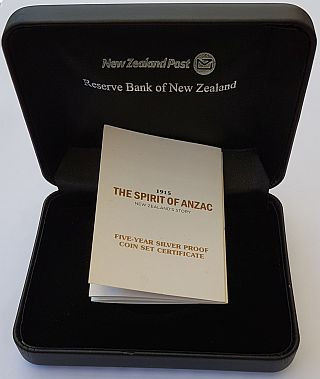 New Zealand Post
Reserve Bank of New Zealand
1915
THE SPIRIT OF ANZAC
NEW ZEALAND'S STORY
FIVE-YEAR SILVER PROOF
COIN SET CERTIFICATE